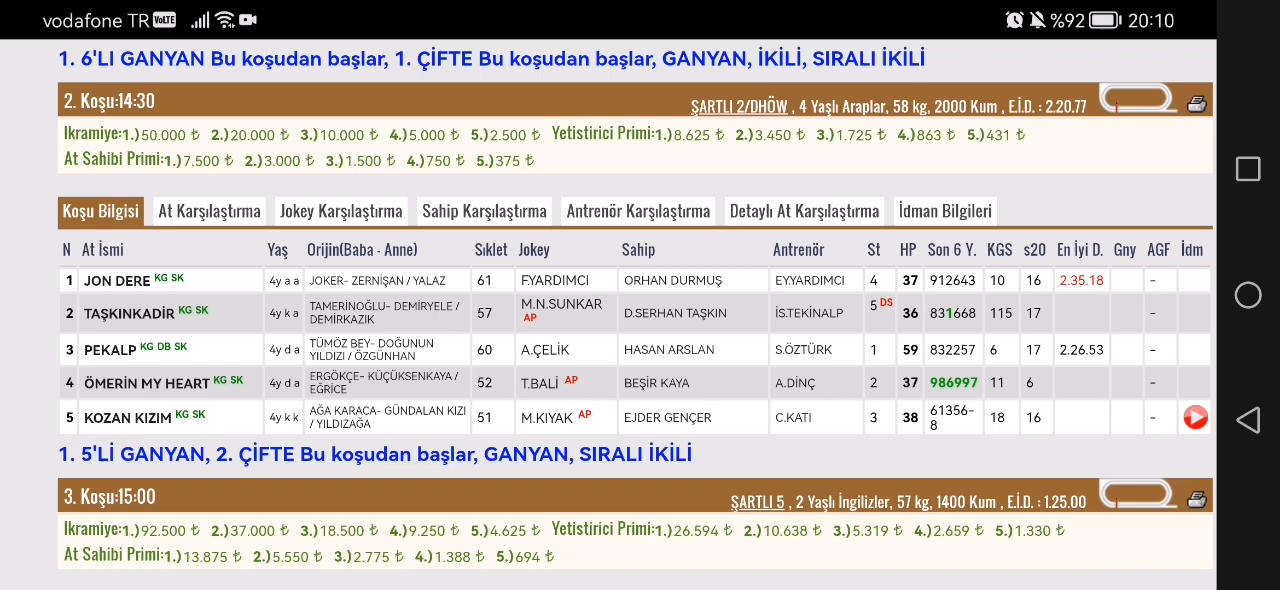 vodafone TR VoLTE %92 20:10
1. 6'LI GANYAN Bu koşudan başlar, 1. ÇİFTE Bu koşudan başlar, GANYAN, İKİLİ, SIRALI İKİLİ
2. Koşu:14:30 ŞARTLI 2/DHÖW , 4 Yaşlı Araplar, 58 kg, 2000 Kum , E.İ.D. : 2.20.77
Ikramiye:1.)50.000 ₺ 2.)20.000 ₺ 3.)10.000 ₺ 4.)5.000 ₺ 5.)2.500 ₺ Yetistirici Primi:1.)8.625 ₺ 2.)3.450 ₺ 3.)1.725 ₺ 4.)863 ₺ 5.)431 ₺
At Sahibi Primi:1.)7.500 ₺ 2.)3.000 ₺ 3.)1.500 ₺ 4.)750 ₺ 5.)375 ₺
Koşu Bilgisi At Karşılaştırma Jokey Karşılaştırma Sahip Karşılaştırma Antrenör Karşılaştırma Detaylı At Karşılaştırma İdman Bilgileri
N At İsmi Yaş Orijin(Baba - Anne) Sıklet Jokey Sahip Antrenör St HP Son 6 Y. KGS s20 En İyi D. Gny AGF İdm
1 JON DERE KG SK 4y a a JOKER- ZERNİŞAN / YALAZ 61 F.YARDIMCI ORHAN DURMUŞ E.Y.YARDIMCI 4 37 912643 10 16 2.35.18 -
2 TAŞKINKADİR KG SK 4y k a TAMERİNOĞLU- DEMİRYELE / DEMİRKAZIK 57 M.N.SUNKAR AP D.SERHAN TAŞKIN İS.TEKİNALP 5 DS 36 831668 115 17 -
3 PEKALP KG DB SK 4y d a TÜMÖZ BEY- DOĞUNUN YILDIZI / ÖZGÜNHAN 60 A.ÇELİK HASAN ARSLAN S.ÖZTÜRK 1 59 832257 6 17 2.26.53 -
4 ÖMERİN MY HEART KG SK 4y d a ERGÖKÇE- KÜÇÜKSENKAYA / EĞRİCE 52 T.BALİ AP BEŞİR KAYA A.DİNÇ 2 37 986997 11 6 -
5 KOZAN KIZIM KG SK 4y k k AĞA KARACA- GÜNDALAN KIZI / YILDIZAĞA 51 M.KIYAK AP EJDER GENÇER C.KATI 3 38 61356-8 18 16 -
1. 5'Lİ GANYAN, 2. ÇİFTE Bu koşudan başlar, GANYAN, SIRALI İKİLİ
3. Koşu:15:00 ŞARTLI 5 , 2 Yaşlı İngilizler, 57 kg, 1400 Kum , E.İ.D. : 1.25.00
Ikramiye:1.)92.500 ₺ 2.)37.000 ₺ 3.)18.500 ₺ 4.)9.250 ₺ 5.)4.625 ₺ Yetistirici Primi:1.)26.594 ₺ 2.)10.638 ₺ 3.)5.319 ₺ 4.)2.659 ₺ 5.)1.330 ₺
At Sahibi Primi:1.)13.875 ₺ 2.)5.550 ₺ 3.)2.775 ₺ 4.)1.388 ₺ 5.)694 ₺